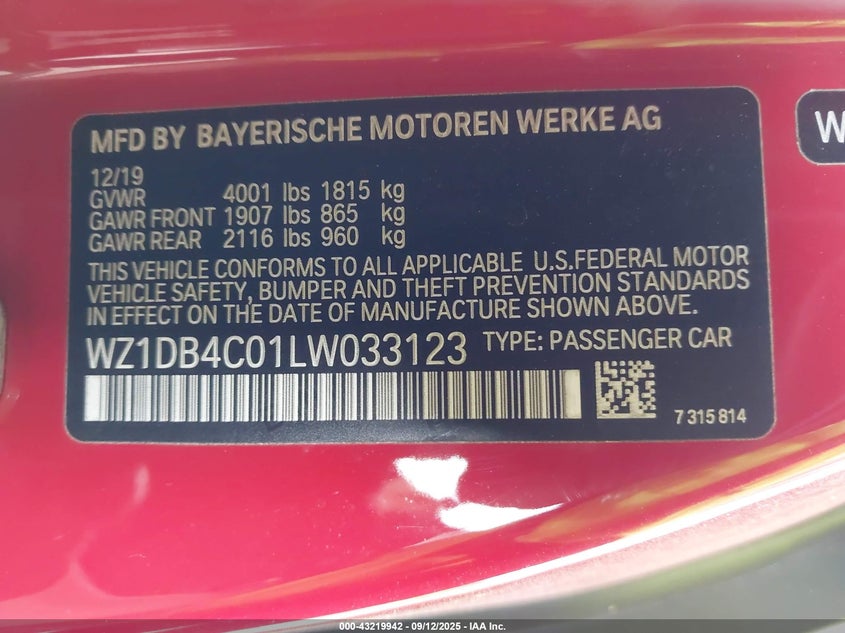 MFD BY BAYERISCHE MOTOREN WERKE AG
12/19
GVWR 4001 lbs 1815 kg
GAWR FRONT 1907 lbs 865 kg
GAWR REAR 2116 lbs 960 kg
THIS VEHICLE CONFORMS TO ALL APPLICABLE U.S.FEDERAL MOTOR
VEHICLE SAFETY, BUMPER AND THEFT PREVENTION STANDARDS
IN EFFECT ON THE DATE OF MANUFACTURE SHOWN ABOVE.
WZ1DB4C01LW033123 TYPE: PASSENGER CAR
7315814
W
000-43219942 - 09/12/2025 - IAA Inc.